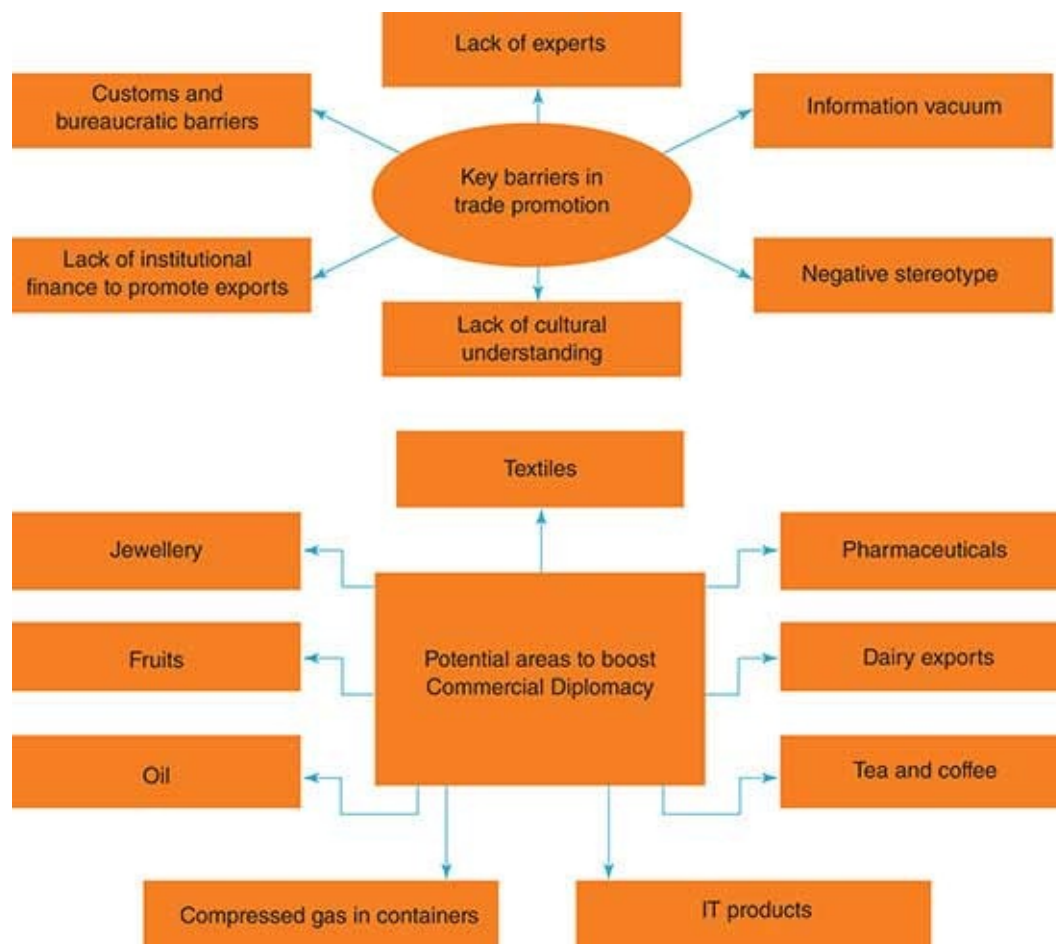 Lack of experts
Customs and
bureaucratic barriers
Information vacuum
Key barriers in
trade promotion
Lack of institutional
finance to promote exports
Negative stereotype
Lack of cultural
understanding
Textiles
Jewellery
Pharmaceuticals
Fruits
Potential areas to boost
Commercial Diplomacy
Dairy exports
Oil
Tea and coffee
Compressed gas in containers
IT products